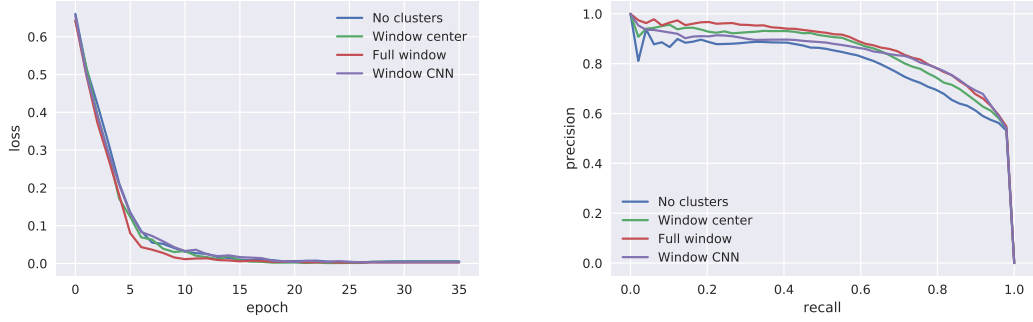 0.6
0.5
0.4
0.3
0.2
0.1
0.0
loss
No clusters
Window center
Full window
Window CNN
0 5 10 15 20 25 30 35
epoch
1.0
0.8
0.6
0.4
0.2
0.0
precision
No clusters
Window center
Full window
Window CNN
0.0 0.2 0.4 0.6 0.8 1.0
recall